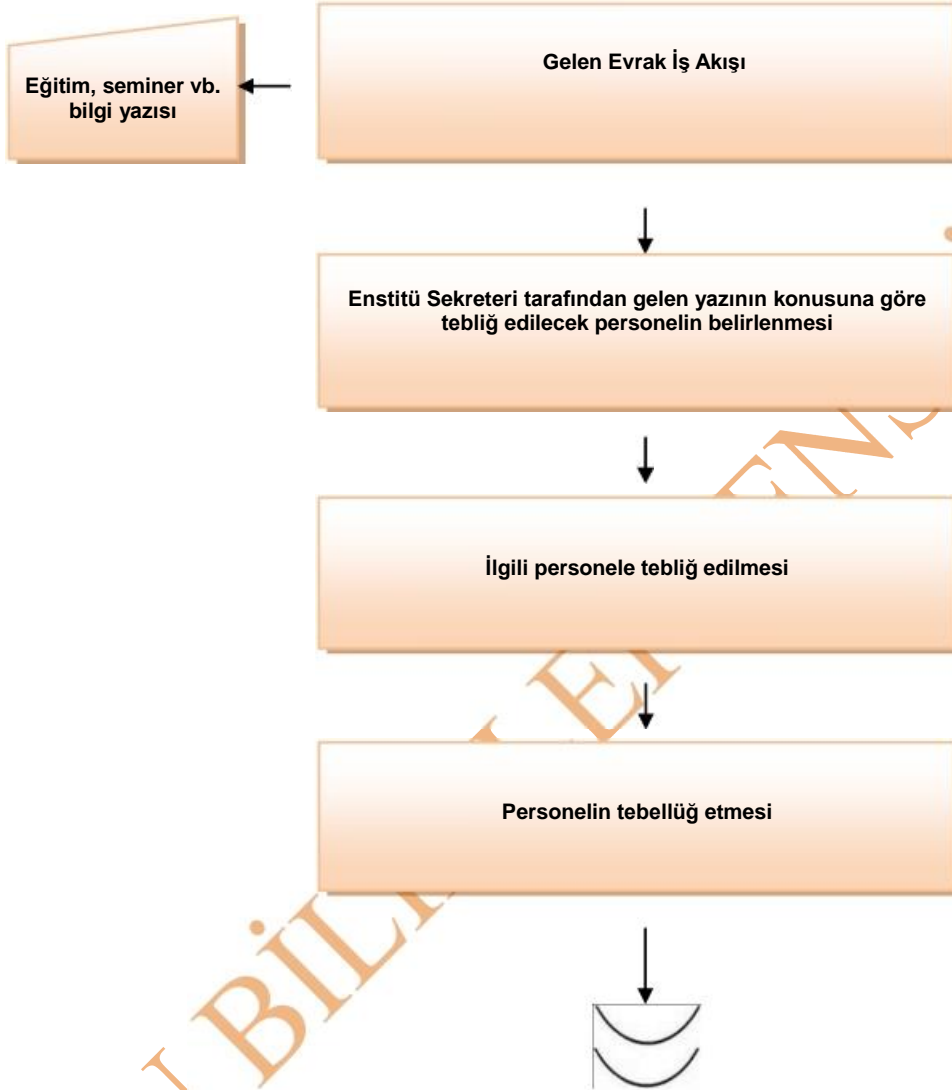 Gelen Evrak İş Akışı
Eğitim, seminer vb.
bilgi yazısı
Enstitü Sekreteri tarafından gelen yazının konusuna göre
tebliğ edilecek personelin belirlenmesi
İlgili personele tebliğ edilmesi
Personelin tebellüğ etmesi